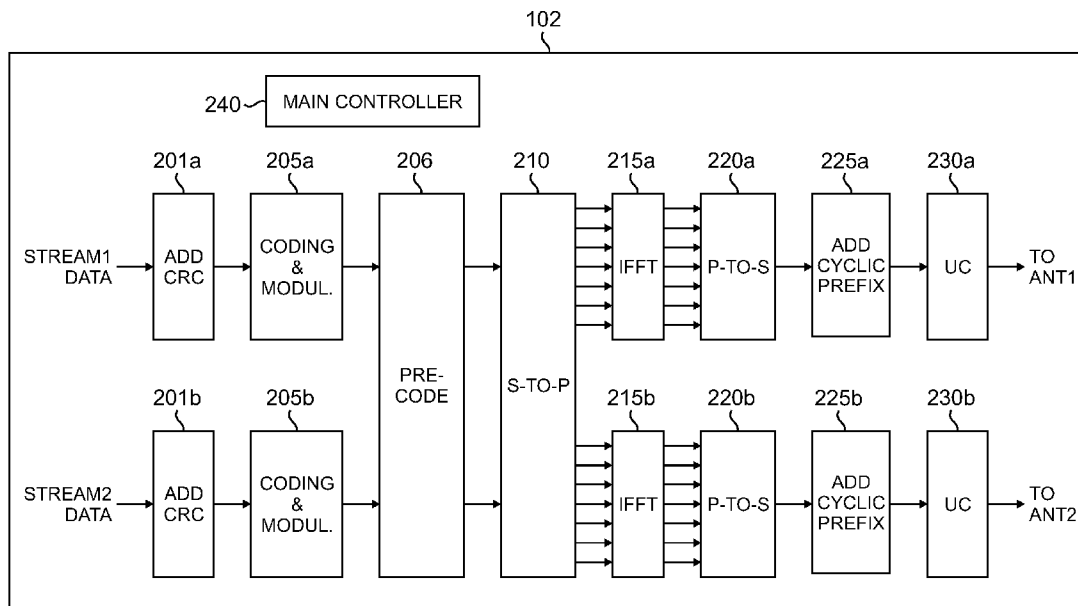 102
240
MAIN CONTROLLER
201a
205a
206
210
215a
220a
225a
230a
STREAM1
DATA
ADD
CRC
CODING
&
MODUL.
IFFT
P-TO-S
ADD
CYCLIC
PREFIX
UC
TO
ANT1
PRE-
CODE
S-TO-P
201b
205b
215b
220b
225b
230b
STREAM2
DATA
ADD
CRC
CODING
&
MODUL.
IFFT
P-TO-S
ADD
CYCLIC
PREFIX
UC
TO
ANT2